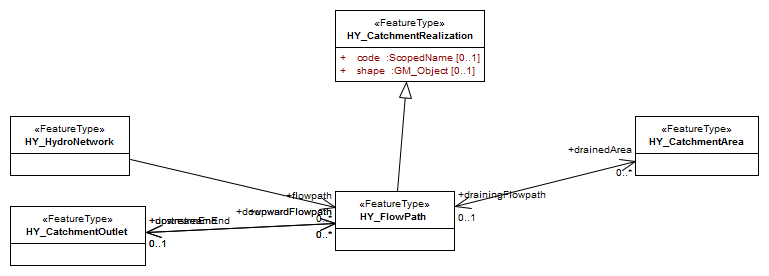 «FeatureType»
HY_CatchmentRealization
+ code :ScopedName [0..1]
+ shape :GM_Object [0..1]
«FeatureType»
HY_HydroNetwork
«FeatureType»
HY_CatchmentArea
+drainedArea
0..*
+flowpath
0..*
«FeatureType»
HY_FlowPath
+drainingFlowpath
0..1
«FeatureType»
HY_CatchmentOutlet
0..1
0..*